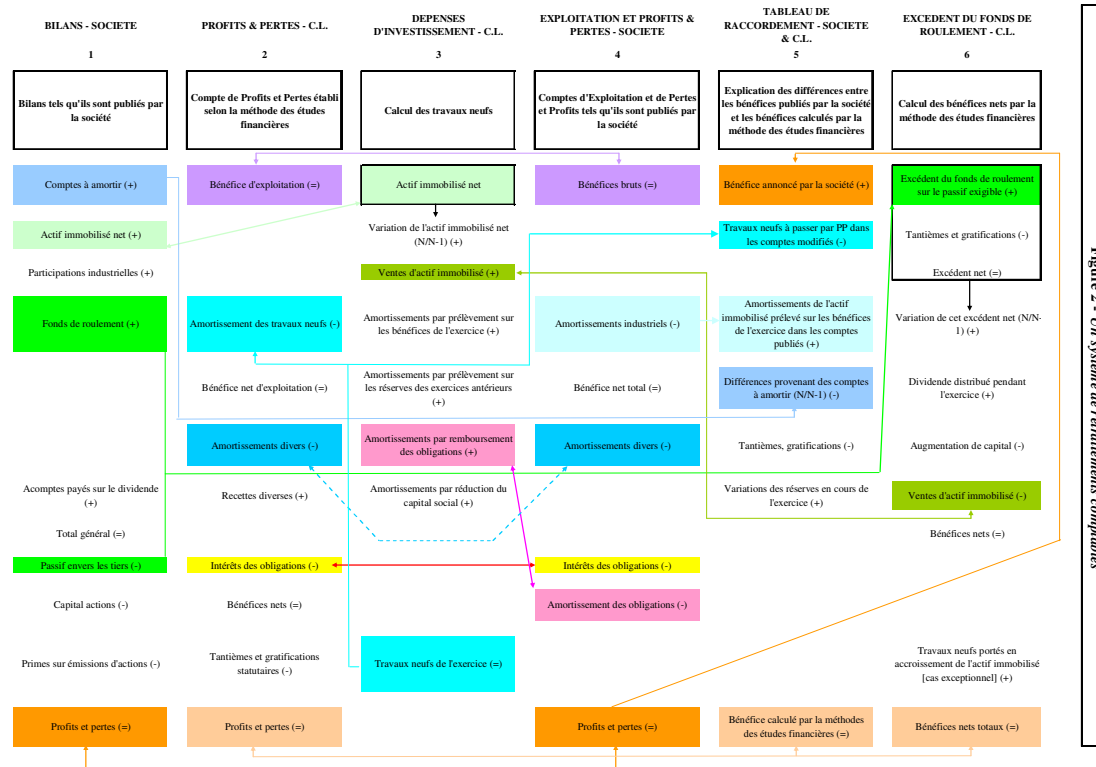 BILANS - SOCIETE
1
Bilans tels qu'ils sont publiés par
la société
Comptes à amortir (+)
Actif immobilisé net (+)
Participations industrielles (+)
Fonds de roulement (+)
Acomptes payés sur le dividende
(+)
Total général (=)
Passif envers les tiers (-)
Capital actions (-)
Primes sur émissions d'actions (-)
Profits et pertes (=)
PROFITS & PERTES - C.L.
2
Compte de Profits et Pertes établi
selon la méthode des études
financières
Bénéfice d'exploitation (=)
Amortissement des travaux neufs (-)
Bénéfice net d'exploitation (=)
Amortissements divers (-)
Recettes diverses (+)
Intérêts des obligations (-)
Bénéfices nets (=)
Tantièmes et gratifications
statutaires (-)
Profits et pertes (=)
DEPENSES
D'INVESTISSEMENT - C.L.
3
Calcul des travaux neufs
Actif immobilisé net
Variation de l'actif immobilisé net
(N/N-1) (+)
Ventes d'actif immobilisé (+)
Amortissements par prélèvement sur
les bénéfices de l'exercice (+)
Amortissements par prélèvement sur
les réserves des exercices antérieurs
(+)
Amortissements par remboursement
des obligations (+)
Amortissements par réduction du
capital social (+)
Travaux neufs de l'exercice (=)
EXPLOITATION ET PROFITS &
PERTES - SOCIETE
4
Comptes d'Exploitation et de Pertes
et Profits tels qu'ils sont publiés par
la société
Bénéfices bruts (=)
Amortissements industriels (-)
Bénéfice net total (=)
Amortissements divers (-)
Intérêts des obligations (-)
Amortissement des obligations (-)
Profits et pertes (=)
TABLEAU DE
RACCORDEMENT - SOCIETE
& C.L.
5
Explication des différences entre
les bénéfices publiés par la société
et les bénéfices calculés par la
méthode des études financières
Bénéfice annoncé par la société (+)
Travaux neufs à passer par PP dans
les comptes modifiés (-)
Amortissements de l'actif
immobilisé prélevé sur les bénéfices
de l'exercice dans les comptes
publiés (+)
Différences provenant des comptes
à amortir (N/N-1) (-)
Tantièmes, gratifications (-)
Variations des réserves en cours de
l'exercice (+)
Bénéfice calculé par la méthodes
des études financières (=)
EXCEDENT DU FONDS DE
ROULEMENT - C.L.
6
Calcul des bénéfices nets par la
méthode des études financières
Excédent du fonds de roulement
sur le passif exigible (+)
Tantièmes et gratifications (-)
Excédent net (=)
Variation de cet excédent net (N/N-
1) (+)
Dividende distribué pendant
l'exercice (+)
Augmentation de capital (-)
Ventes d'actif immobilisé (-)
Bénéfices nets (=)
Travaux neufs portés en
accroissement de l'actif immobilisé
[cas exceptionnel] (+)
Bénéfices nets totaux (=)
Figure 2 - Un système de retraitements comptables